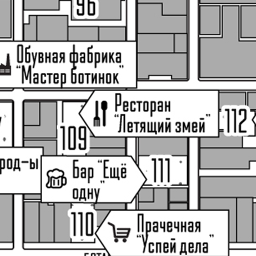 96
Обувная фабрика
"Мастер ботинок"
Ресторан
"Летящий змей"
112
109
род-ы
Бар "Ещё
одну"
111
110
Прачечная
"Успей дела"